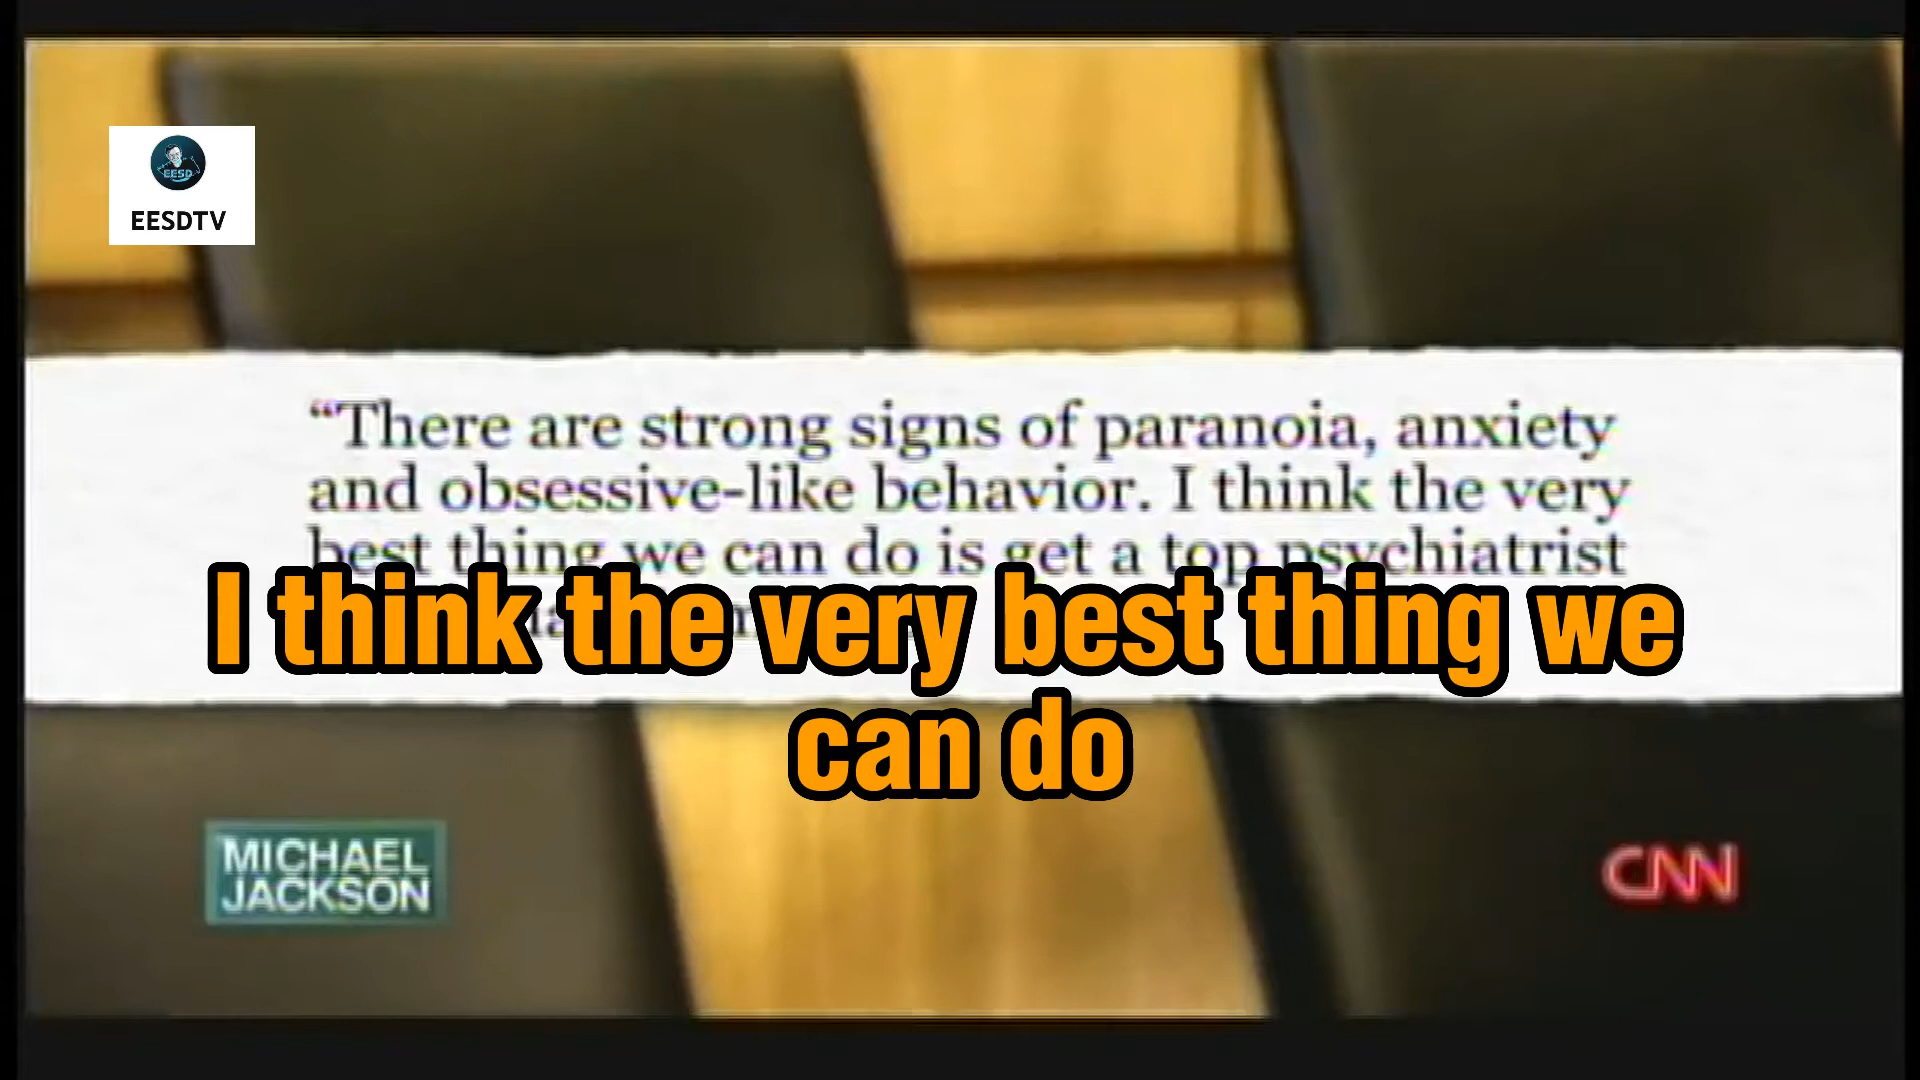 EESD
EESDTV
“There are strong signs of paranoia, anxiety
and obsessive-like behavior. I think the very
best thing we can do is get a top psychiatrist
I think the very best thing we
can do
MICHAEL
JACKSON
CNN